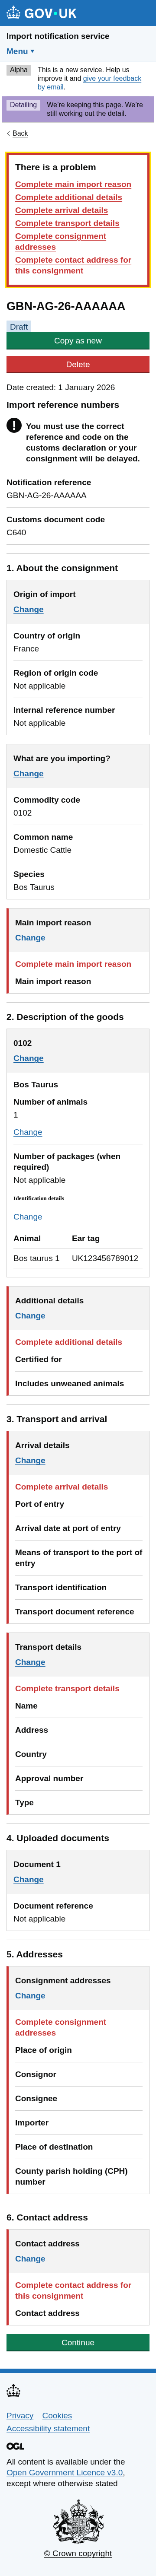 GOV.UK
Import notification service
Menu
Alpha
This is a new service. Help us
improve it and give your feedback
by email.
Detailing
We're keeping this page. We're
still working out the detail.
Back
There is a problem
Complete main import reason
Complete additional details
Complete arrival details
Complete transport details
Complete consignment
addresses
Complete contact address for
this consignment
GBN-AG-26-AAAAAA
Draft
Copy as new
Delete
Date created: 1 January 2026
Import reference numbers
! You must use the correct
reference and code on the
customs declaration or your
consignment will be delayed.
Notification reference
GBN-AG-26-AAAAAA
Customs document code
C640
1. About the consignment
Origin of import
Change
Country of origin
France
Region of origin code
Not applicable
Internal reference number
Not applicable
What are you importing?
Change
Commodity code
0102
Common name
Domestic Cattle
Species
Bos Taurus
Main import reason
Change
Complete main import reason
Main import reason
2. Description of the goods
0102
Change
Bos Taurus
Number of animals
1
Change
Number of packages (when
required)
Not applicable
Identification details
Change
Animal Ear tag
Bos taurus 1 UK123456789012
Additional details
Change
Complete additional details
Certified for
Includes unweaned animals
3. Transport and arrival
Arrival details
Change
Complete arrival details
Port of entry
Arrival date at port of entry
Means of transport to the port of
entry
Transport identification
Transport document reference
Transport details
Change
Complete transport details
Name
Address
Country
Approval number
Type
4. Uploaded documents
Document 1
Change
Document reference
Not applicable
5. Addresses
Consignment addresses
Change
Complete consignment
addresses
Place of origin
Consignor
Consignee
Importer
Place of destination
County parish holding (CPH)
number
6. Contact address
Contact address
Change
Complete contact address for
this consignment
Contact address
Continue
Privacy Cookies
Accessibility statement
OGL
All content is available under the
Open Government Licence v3.0,
except where otherwise stated
© Crown copyright